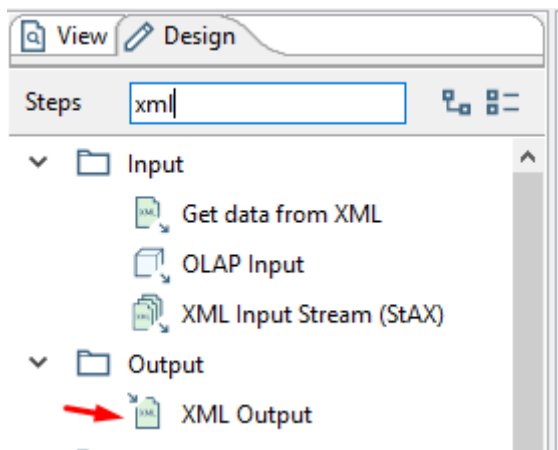 View Design
Steps xml
Input
Get data from XML
OLAP Input
XML Input Stream (StAX)
Output
XML Output